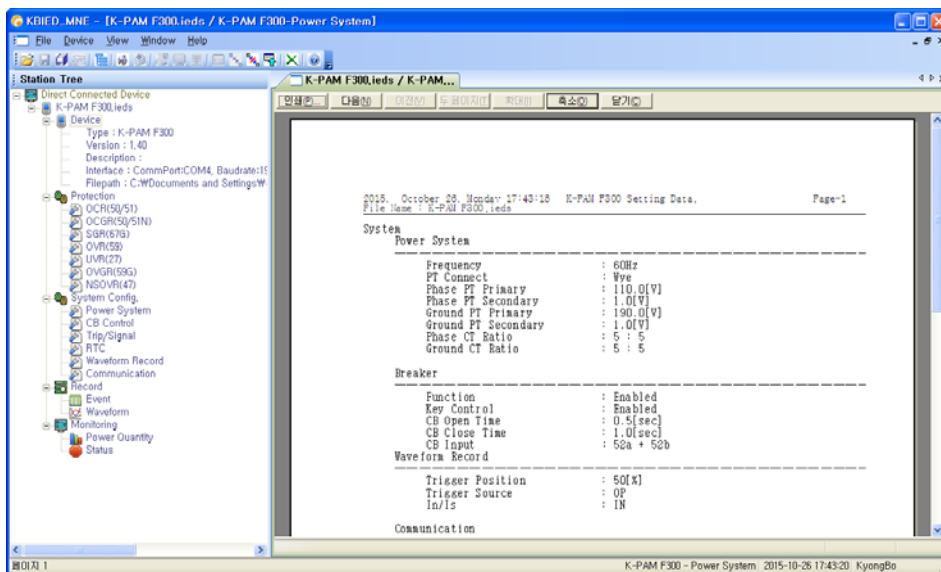 KBIED_MNE - [K-PAM F300.ieds / K-PAM F300-Power System]
File Device View Window Help
Station Tree
Direct Connected Device
K-PAM F300.ieds
Device
Type : K-PAM F300
Version : 1.40
Description :
Interface : CommPort:COM4, Baudrate:19
Filepath : C:\Documents and Settings\
Protection
OCR(50/51)
OCGR(50/51N)
SGR(67G)
OVR(59)
UVR(27)
OVGR(59G)
NSOVR(47)
System Config.
Power System
CB Control
Trip/Signal
RTC
Waveform Record
Communication
Record
Event
Waveform
Monitoring
Power Quantity
Status
K-PAM F300.ieds / K-PAM...
인쇄(P)... 다음(N) 이전(V) 두 페이지(T) 확대(I) 축소(O) 닫기(C)
2015. October 26. Monday 17:43:18 K-PAM F300 Setting Data. Page-1
File Name : K-PAM F300.ieds
System
Power System
Frequency : 60Hz
PT Connect : Wye
Phase PT Primary : 110.0[V]
Phase PT Secondary : 1.0[V]
Ground PT Primary : 190.0[V]
Ground PT Secondary : 1.0[V]
Phase CT Ratio : 5 : 5
Ground CT Ratio : 5 : 5
Breaker
Function : Enabled
Key Control : Enabled
CB Open Time : 0.5[sec]
CB Close Time : 1.0[sec]
CB Input : 52a + 52b
Waveform Record
Trigger Position : 50[%]
Trigger Source : OP
In/Is : IN
Communication
페이지 1
K-PAM F300 - Power System 2015-10-26 17:43:20 KyongBo